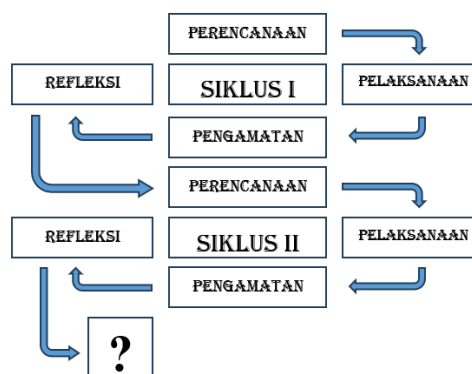 PERENCANAAN
REFLEKSI
SIKLUS I
PELAKSANAAN
PENGAMATAN
PERENCANAAN
REFLEKSI
SIKLUS II
PELAKSANAAN
PENGAMATAN
?